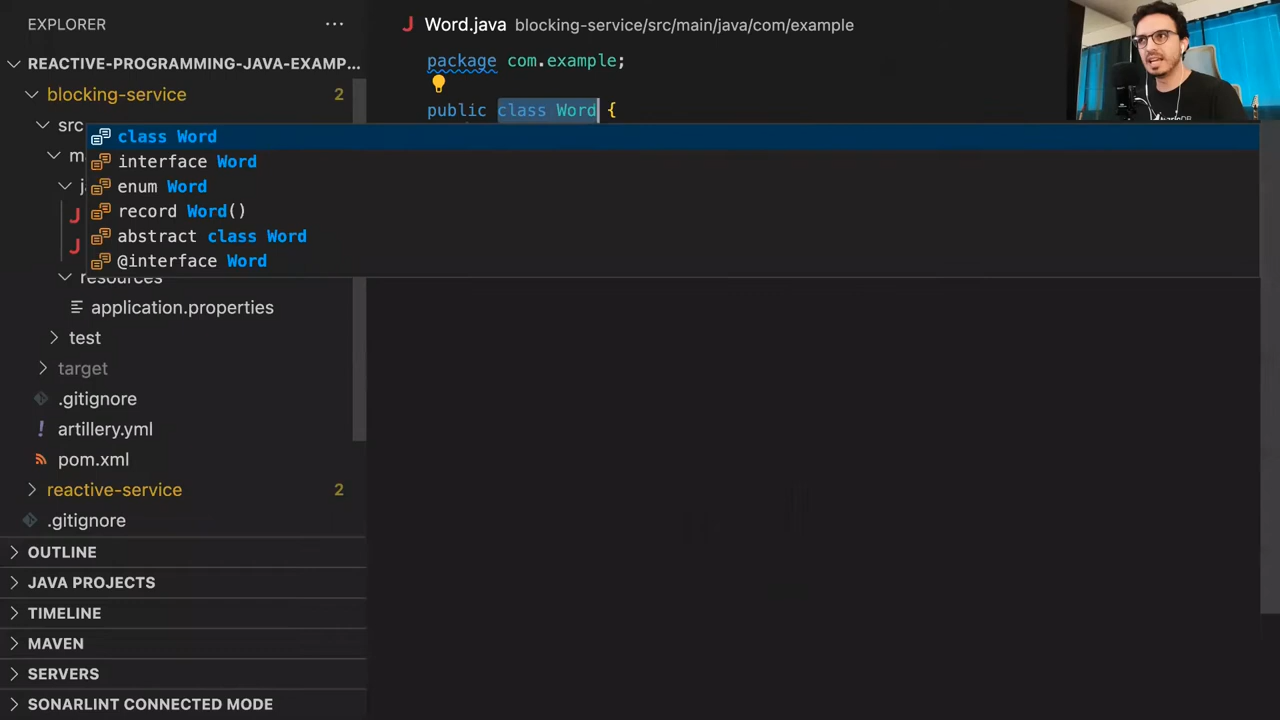 EXPLORER
REACTIVE-PROGRAMMING-JAVA-EXAMP...
blocking-service 2
src
resources
application.properties
test
target
.gitignore
artillery.yml
pom.xml
reactive-service 2
.gitignore
OUTLINE
JAVA PROJECTS
TIMELINE
MAVEN
SERVERS
SONARLINT CONNECTED MODE
J Word.java blocking-service/src/main/java/com/example
package com.example;
public class Word {
class Word
interface Word
enum Word
record Word()
abstract class Word
@interface Word